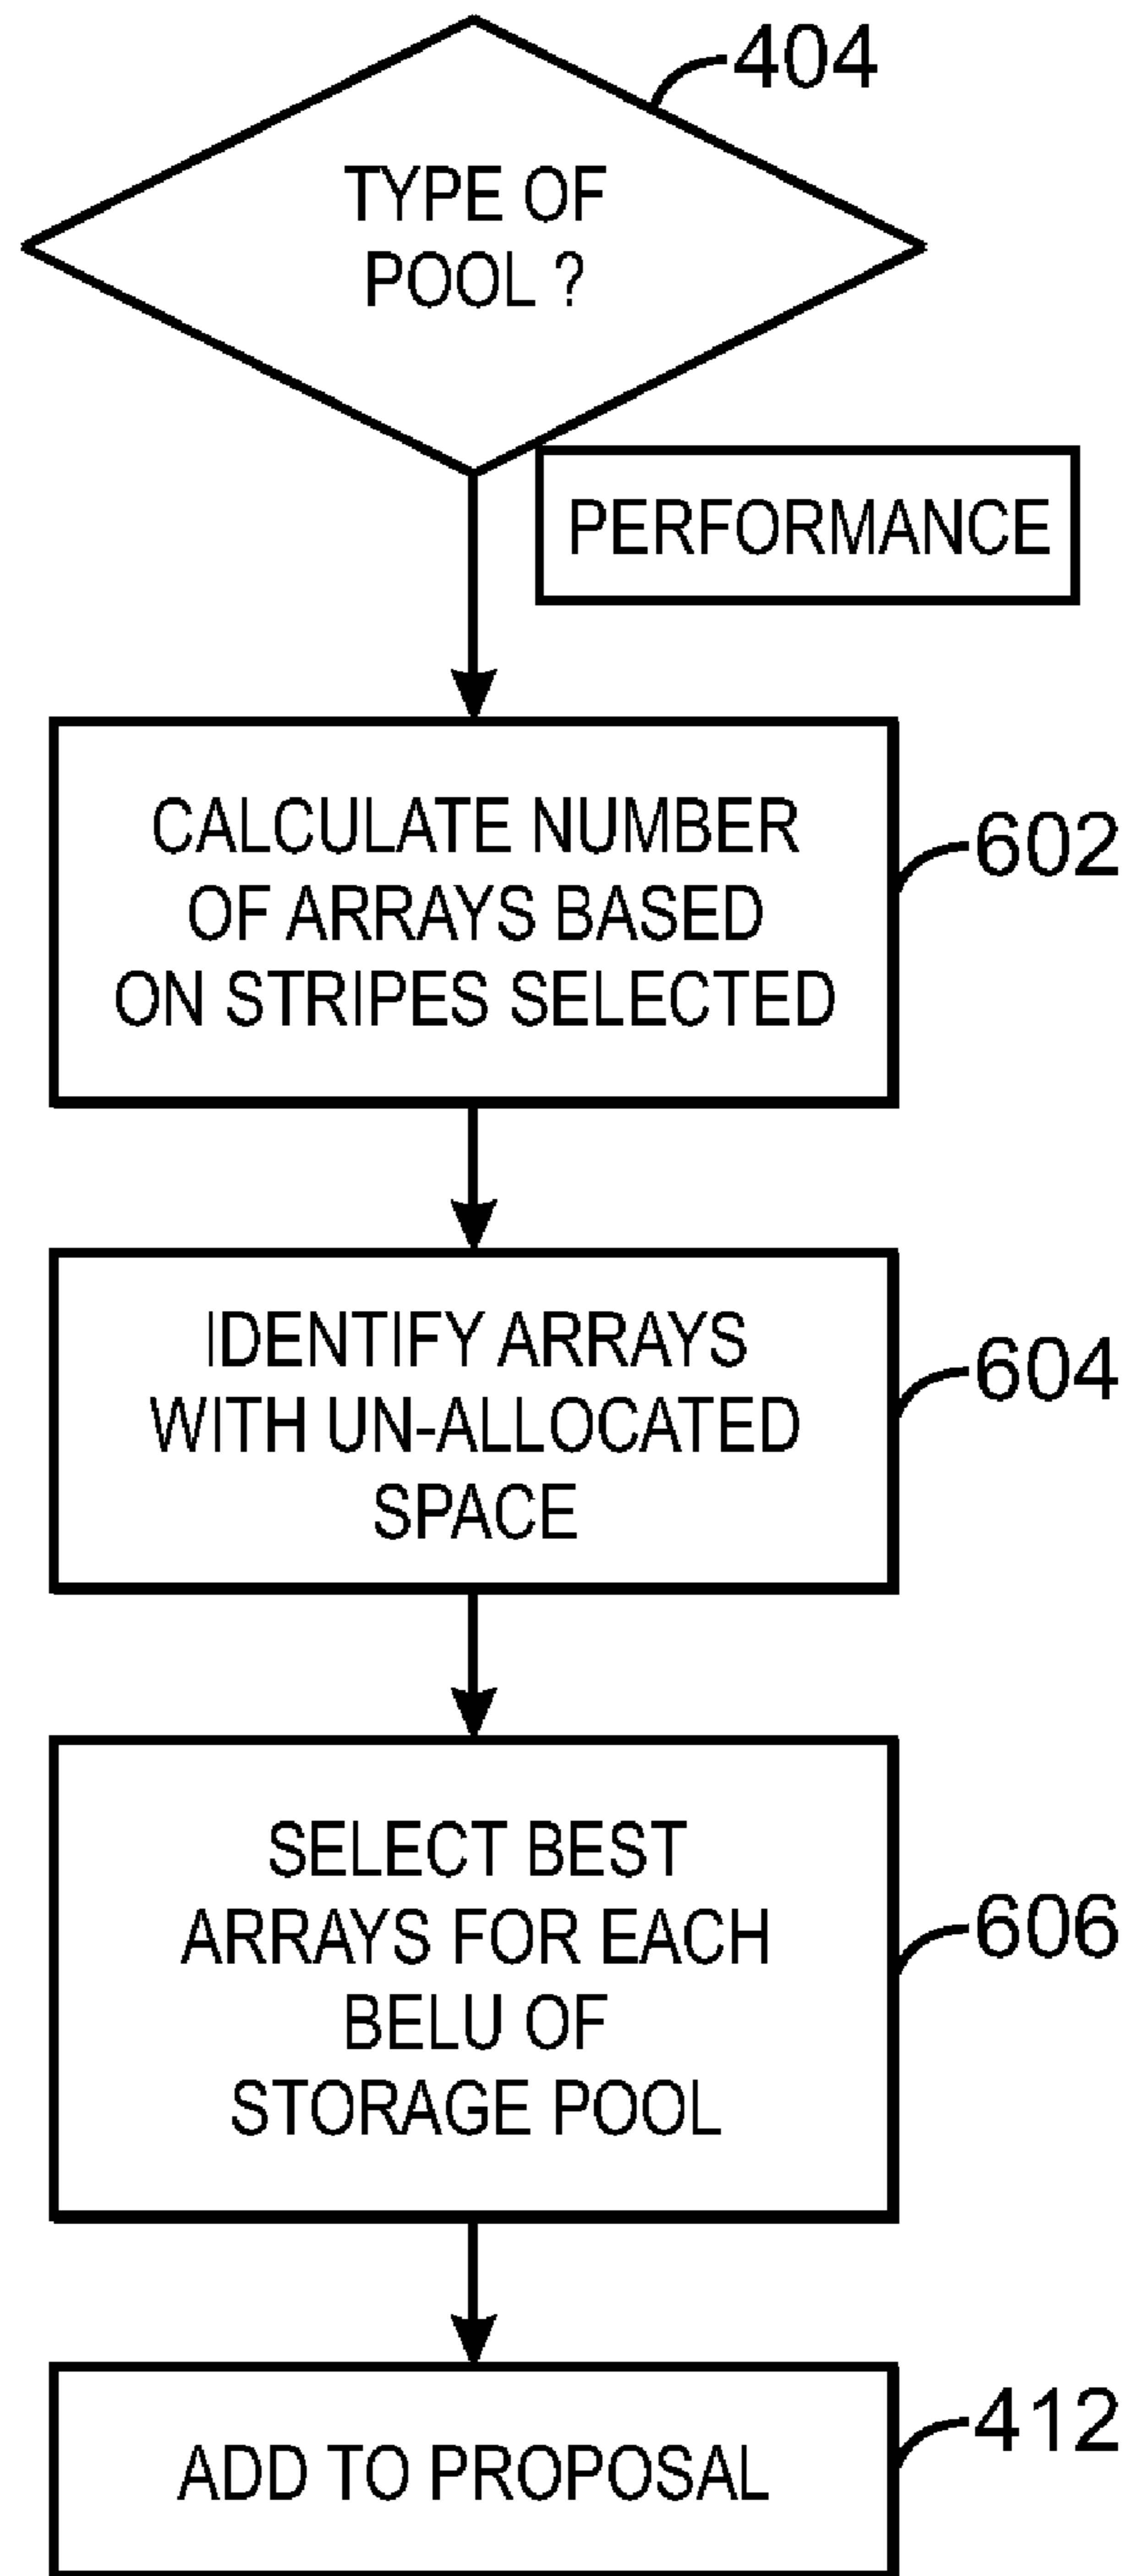 404
TYPE OF
POOL ?
PERFORMANCE
CALCULATE NUMBER
OF ARRAYS BASED
ON STRIPES SELECTED
602
IDENTIFY ARRAYS
WITH UN-ALLOCATED
SPACE
604
SELECT BEST
ARRAYS FOR EACH
BELU OF
STORAGE POOL
606
ADD TO PROPOSAL
412